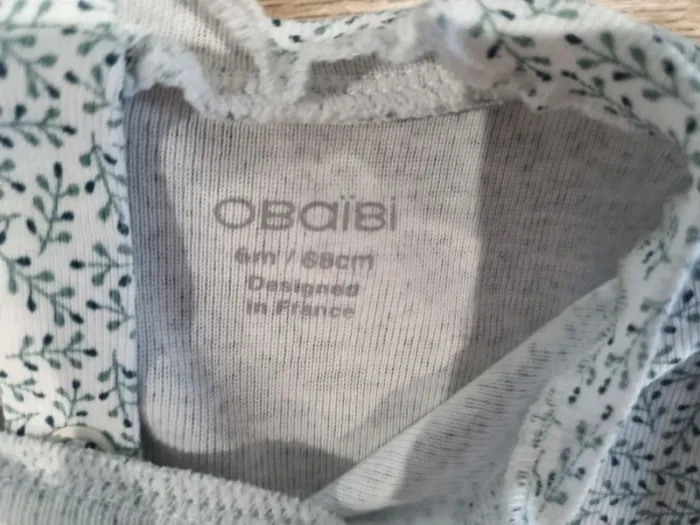 OBaïBi
6m / 68cm
Designed
in France